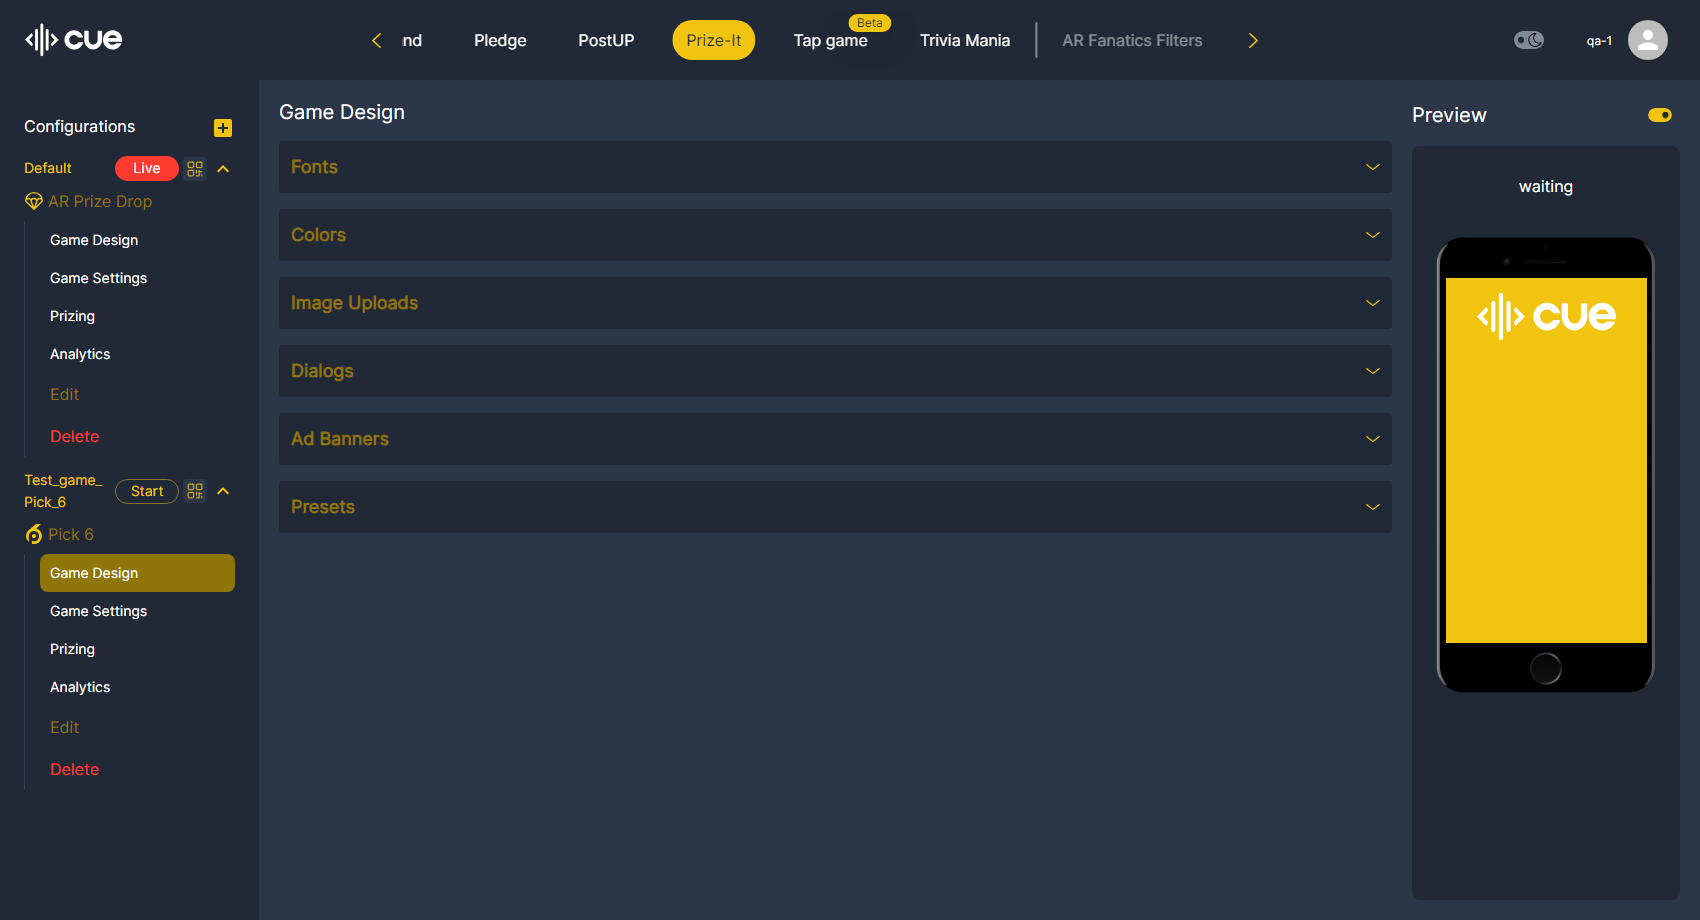 cue
nd
Pledge
PostUP
Prize-It
Beta
Tap game
Trivia Mania
AR Fanatics Filters
qa-1
Configurations
Default
Live
AR Prize Drop
Game Design
Game Settings
Prizing
Analytics
Edit
Delete
Test_game_
Pick_6
Start
Pick 6
Game Design
Game Settings
Prizing
Analytics
Edit
Delete
Game Design
Fonts
Colors
Image Uploads
Dialogs
Ad Banners
Presets
Preview
waiting
cue